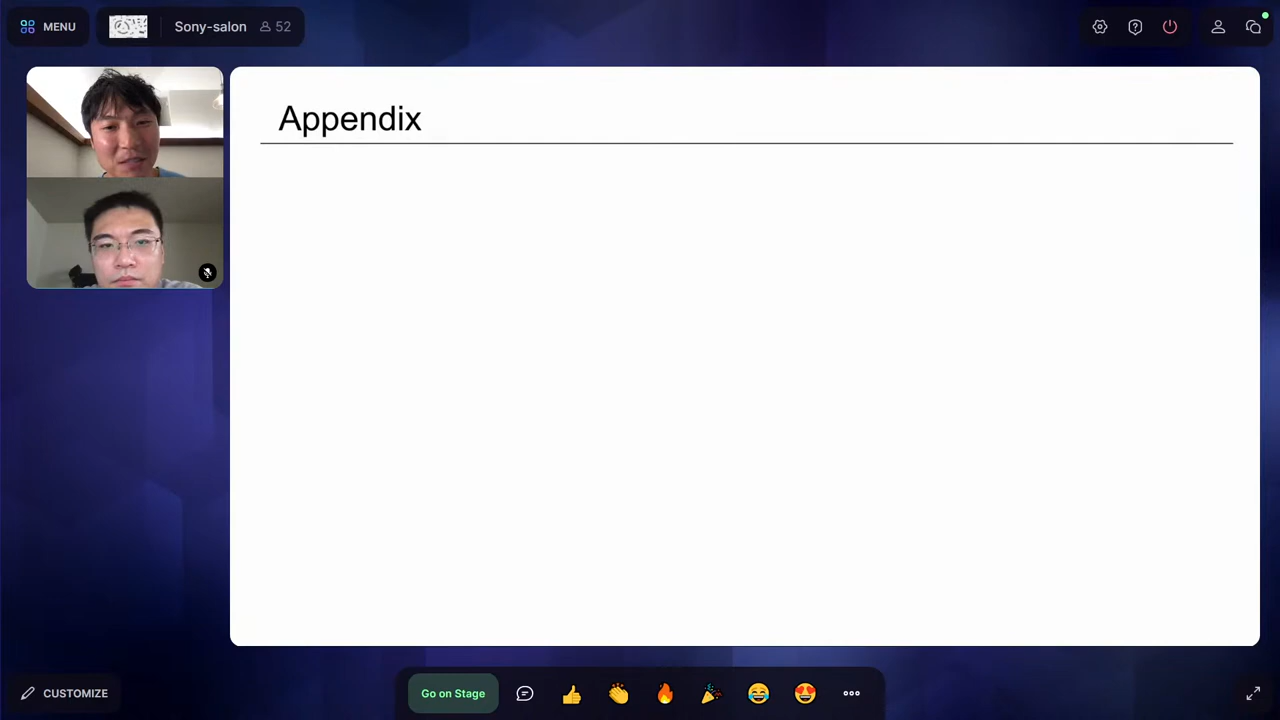 MENU
Sony-salon 52
Appendix
CUSTOMIZE
Go on Stage